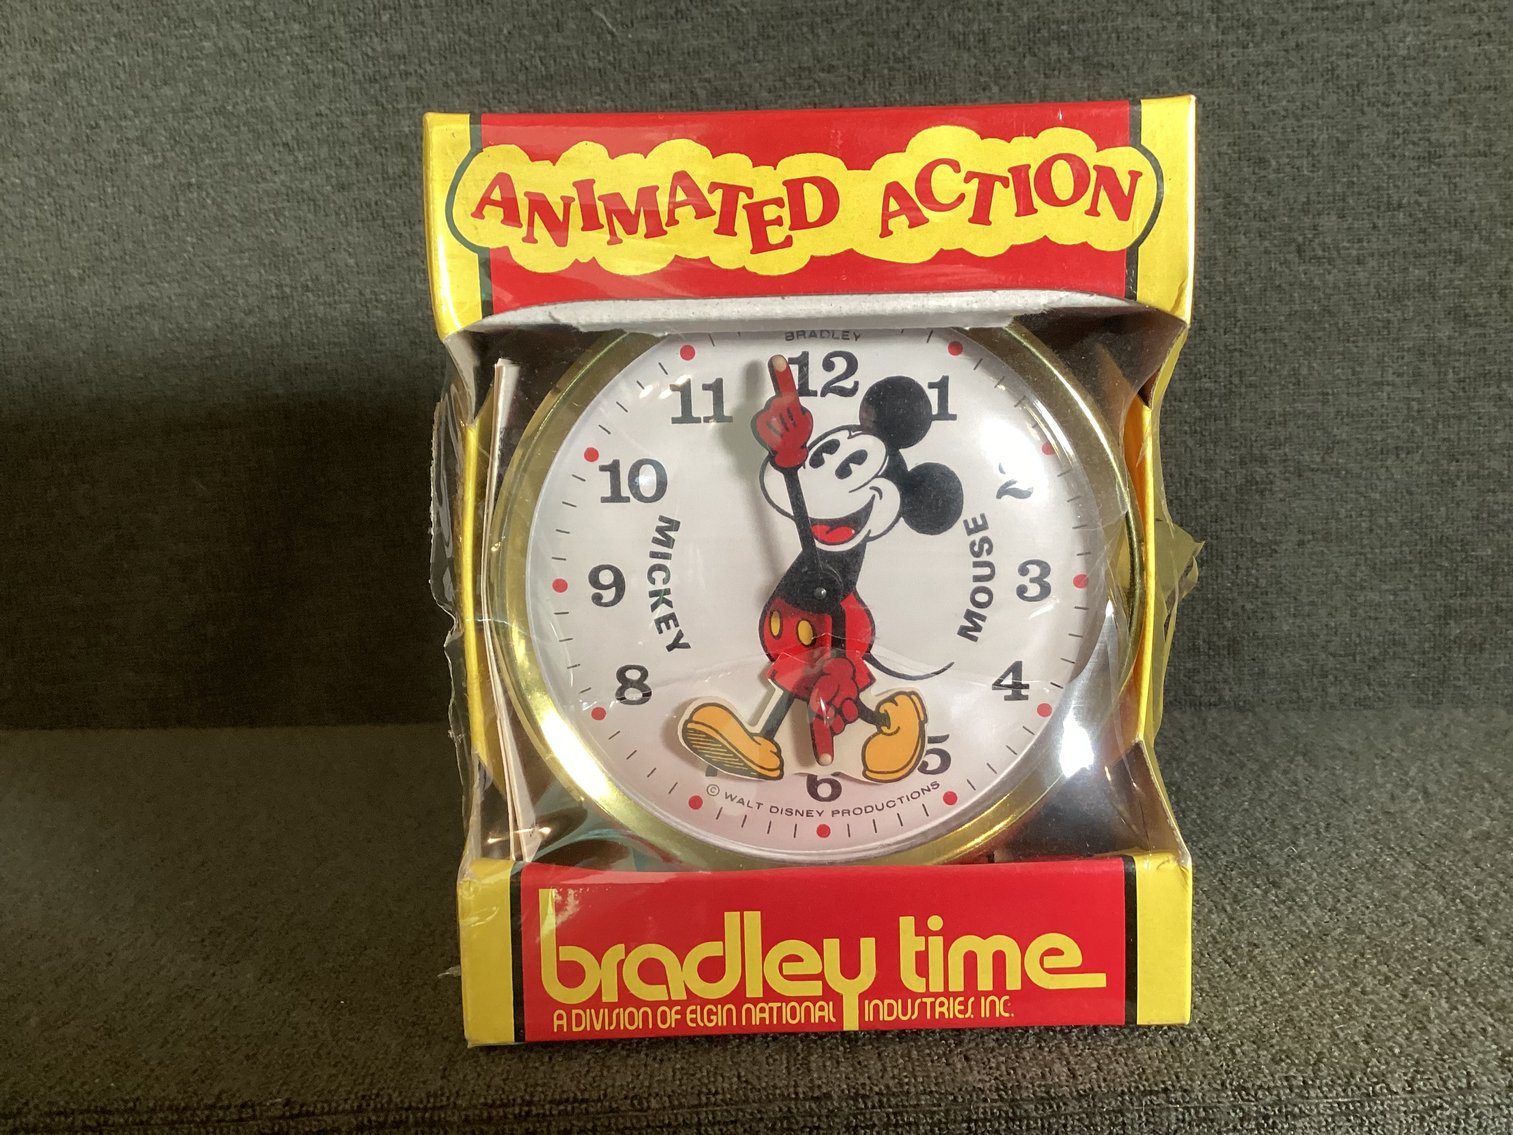 ANIMATED ACTION
BRADLEY
12
11
1
10
2
MICKEY
MOUSE
9
3
8
4
5
6
© WALT DISNEY PRODUCTIONS
bradley time
A DIVISION OF ELGIN NATIONAL INDUSTRIES, INC.